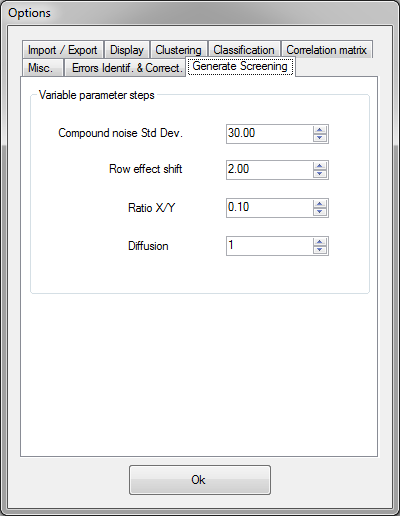 Options
Import / Export Display Clustering Classification Correlation matrix
Misc. Errors Identif. & Correct. Generate Screening
Variable parameter steps
Compound noise Std Dev. 30.00
Row effect shift 2.00
Ratio X/Y 0.10
Diffusion 1
Ok